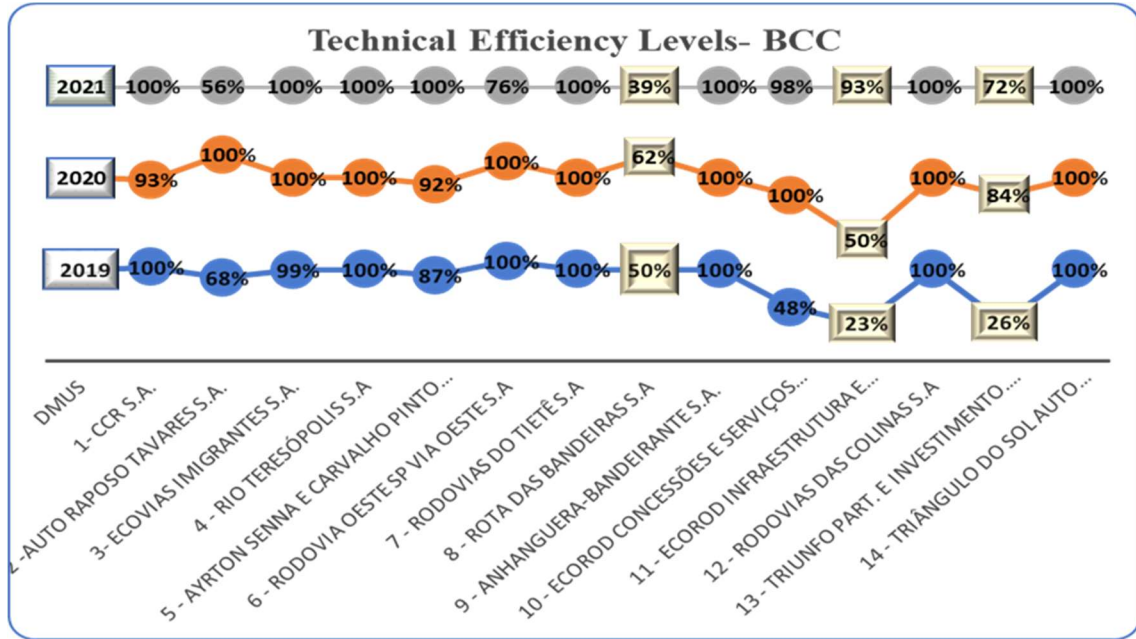 Technical Efficiency Levels- BCC
2021 100% 56% 100% 100% 100% 76% 100% 39% 100% 98% 93% 100% 72% 100%
2020 93% 100% 100% 100% 92% 100% 100% 62% 100% 100% 50% 100% 84% 100%
2019 100% 68% 99% 100% 87% 100% 100% 50% 100% 48% 23% 100% 26% 100%
DMUS
1- CCR S.A.
2 -AUTO RAPOSO TAVARES S.A.
3- ECOVIAS IMIGRANTES S.A.
4 - RIO TERESÓPOLIS S.A
5 - AYRTON SENNA E CARVALHO PINTO...
6 - RODOVIA OESTE SP VIA OESTE S.A
7 - RODOVIAS DO TIETÊ S.A
8 - ROTA DAS BANDEIRAS S.A
9 - ANHANGUERA-BANDEIRANTE S.A.
10 - ECOROD CONCESSÕES E SERVIÇOS...
11 - ECOROD INFRAESTRUTURA E...
12 - RODOVIAS DAS COLINAS S.A
13 - TRIUNFO PART. E INVESTIMENTO....
14 - TRIÂNGULO DO SOL AUTO...